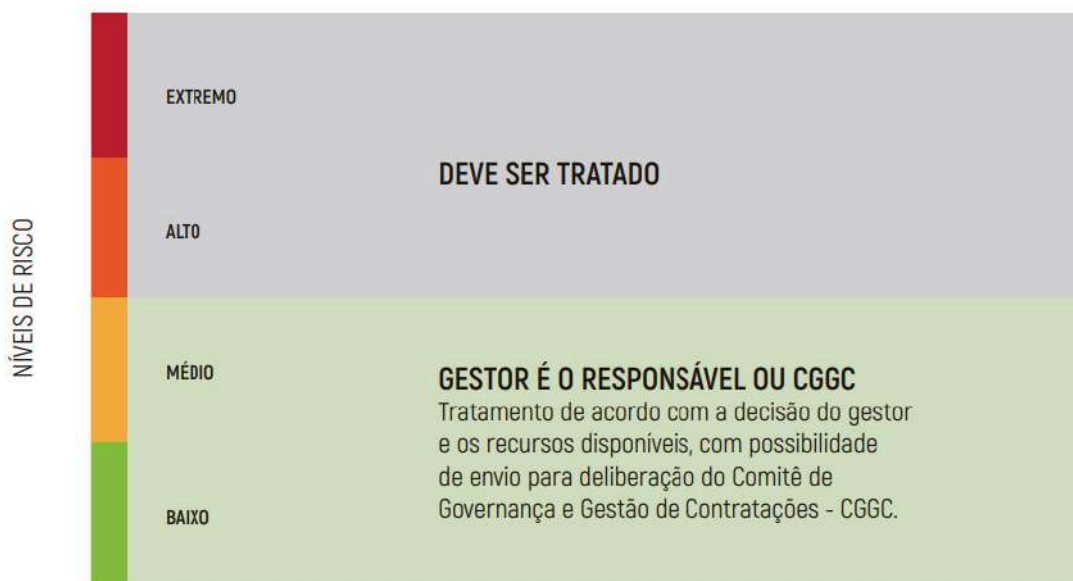 NÍVEIS DE RISCO
EXTREMO
DEVE SER TRATADO
ALTO
MÉDIO
GESTOR É O RESPONSÁVEL OU CGGC
Tratamento de acordo com a decisão do gestor
e os recursos disponíveis, com possibilidade
de envio para deliberação do Comitê de
Governança e Gestão de Contratações - CGGC.
BAIXO